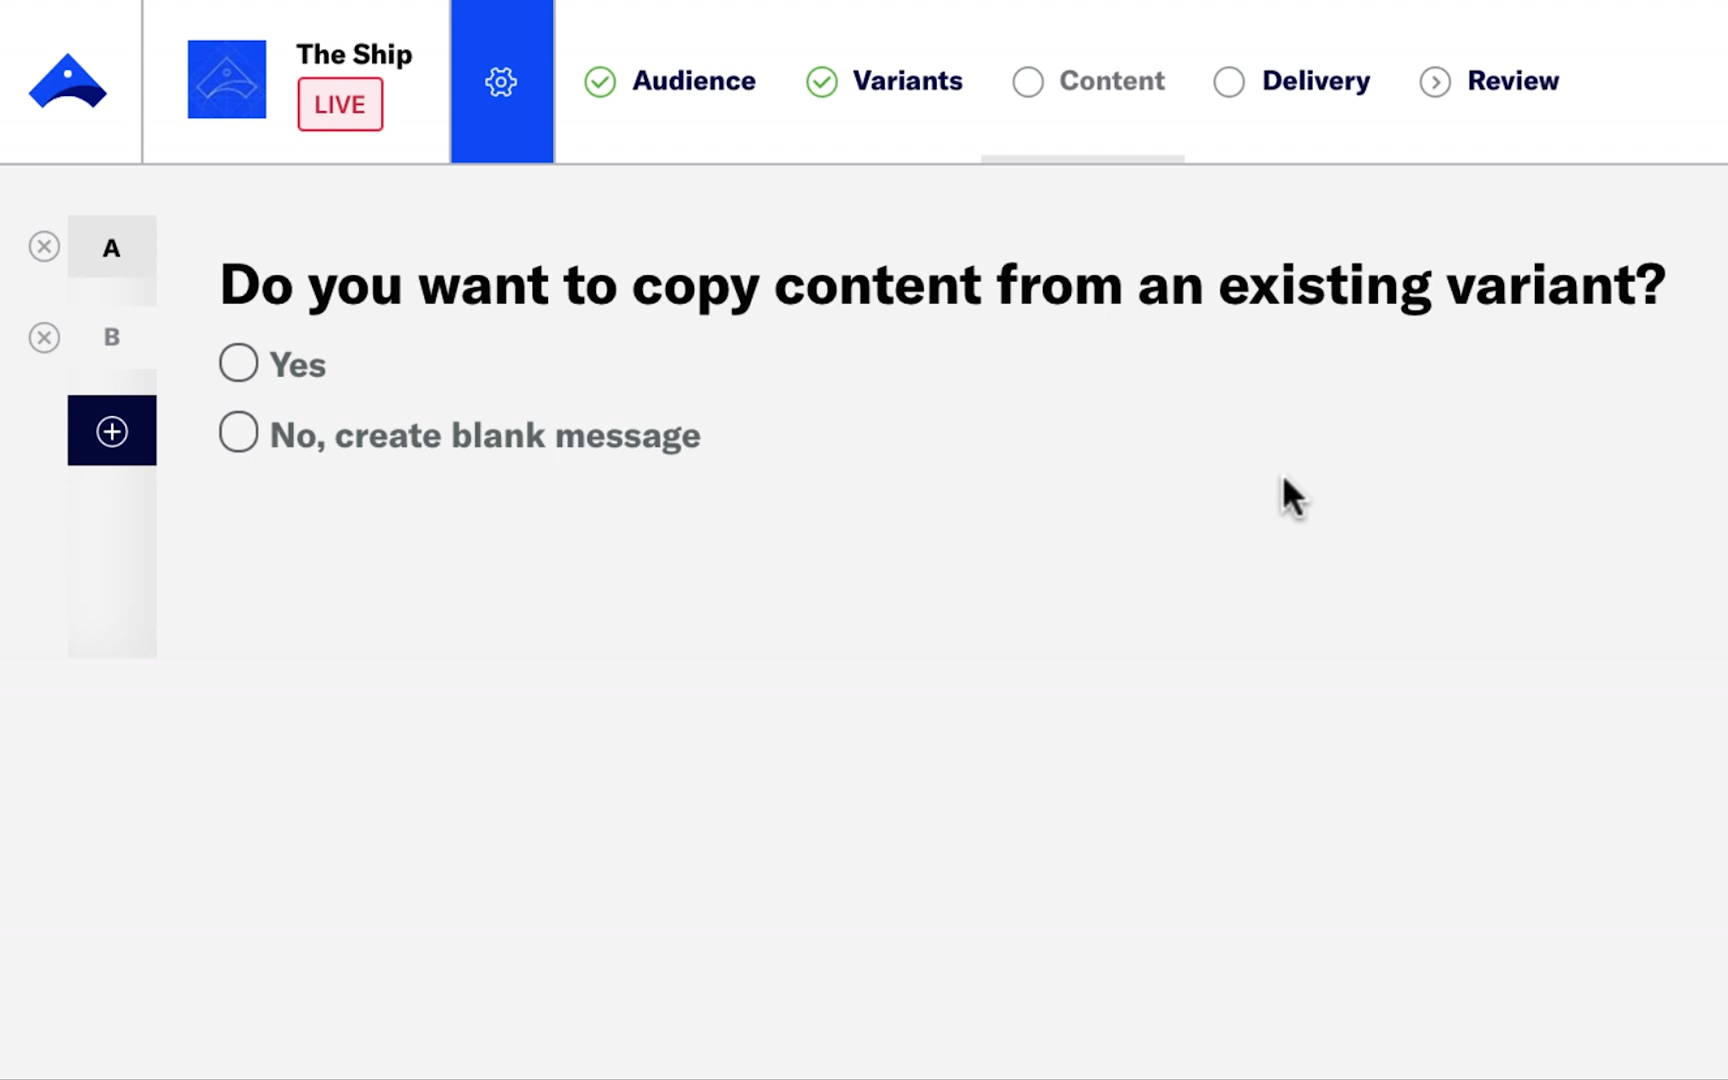 The Ship
LIVE
Audience
Variants
Content
Delivery
Review
A
B
Do you want to copy content from an existing variant?
Yes
No, create blank message